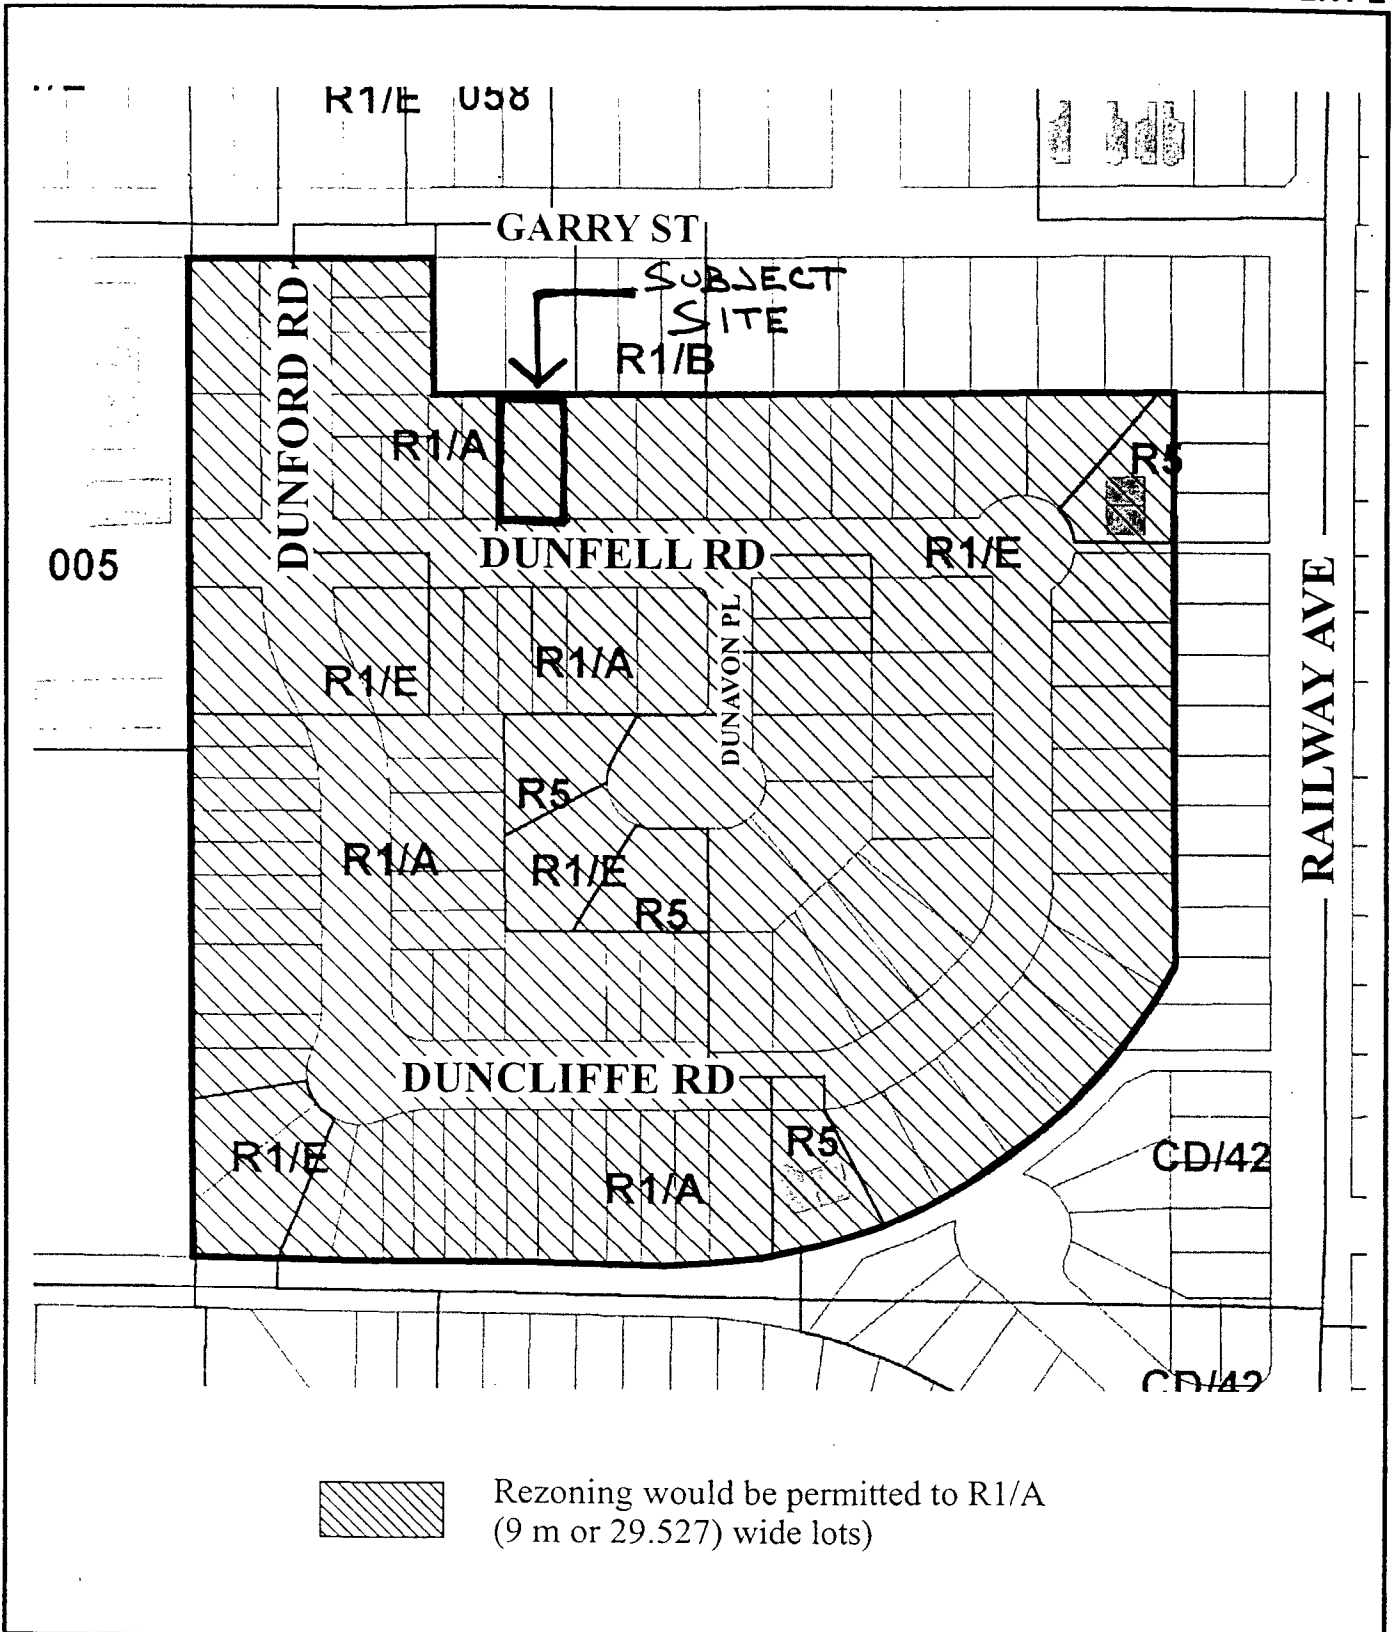 R1/E 058
GARRY ST
SUBJECT
SITE
R1/B
DUNFORD RD
R1/A
R5
005
DUNFELL RD
R1/E
RAILWAY AVE
DUNAVON PL
R1/A
R1/E
R5
R1/A
R1/E
R5
DUNCLIFFE RD
R1/E
R5
R1/A
CD/42
CD/42
Rezoning would be permitted to R1/A
(9 m or 29.527) wide lots)